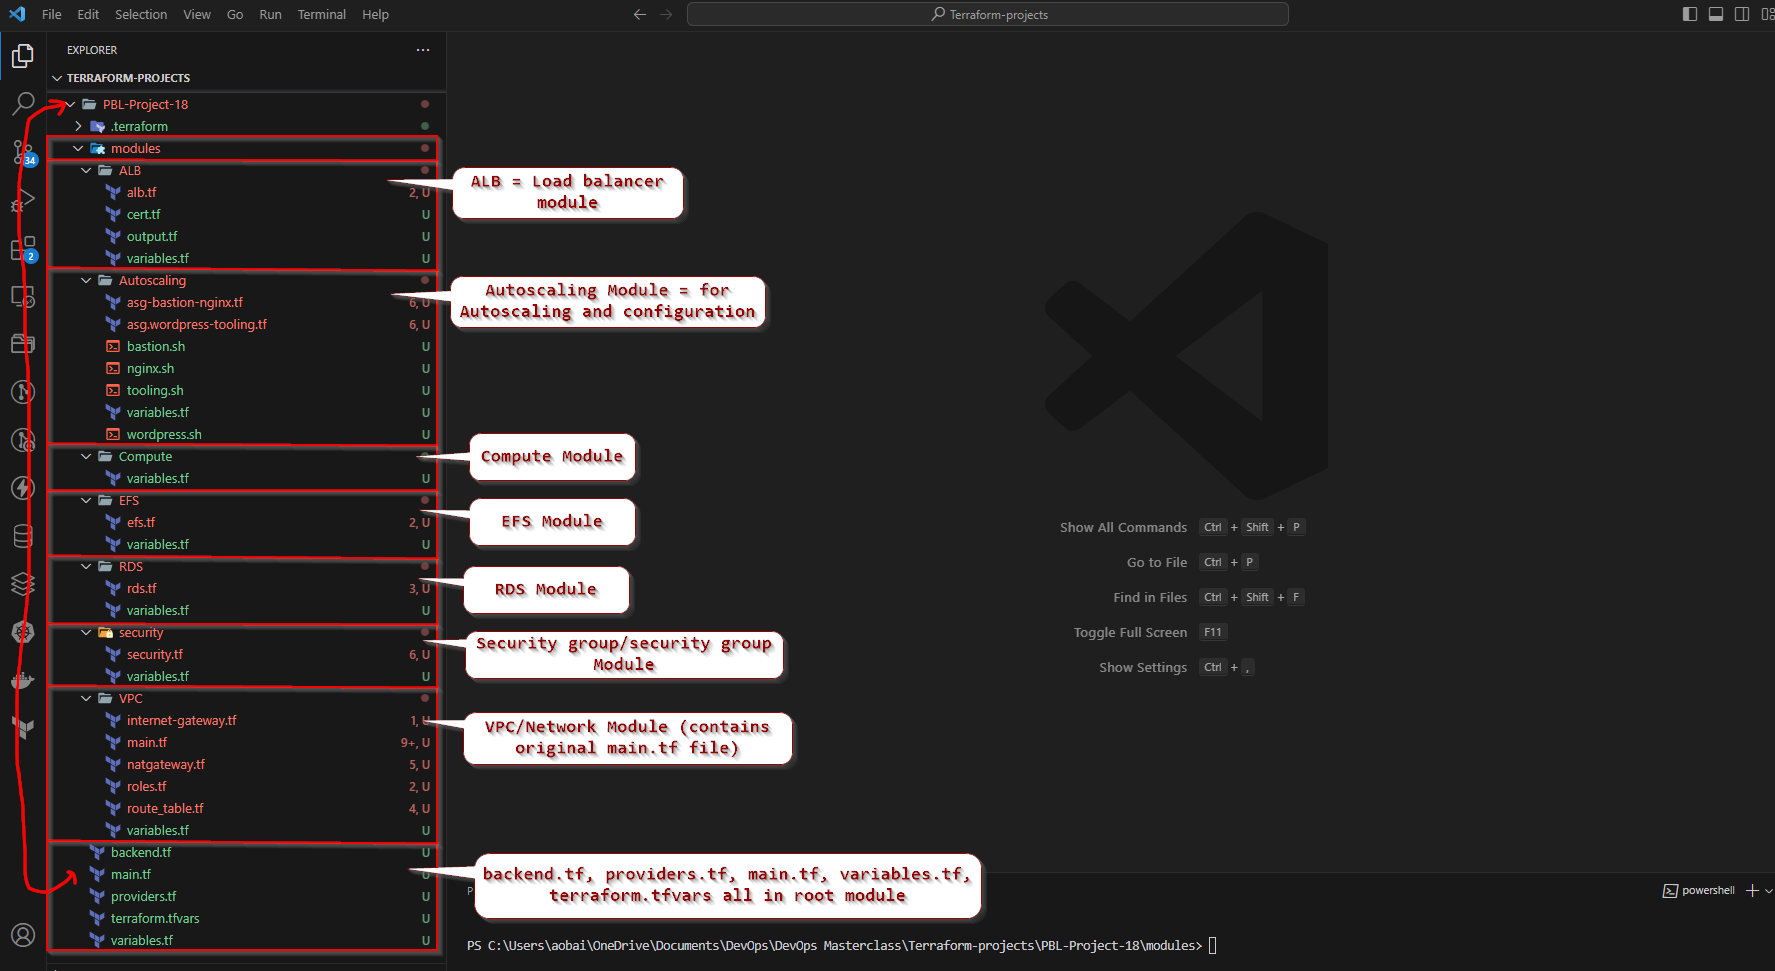 File Edit Selection View Go Run Terminal Help
Terraform-projects
EXPLORER
TERRAFORM-PROJECTS
PBL-Project-18
.terraform
modules
34
ALB
alb.tf 2, U
cert.tf U
output.tf U
variables.tf U
2
Autoscaling
asg-bastion-nginx.tf 6, U
asg.wordpress-tooling.tf 6, U
bastion.sh U
nginx.sh U
tooling.sh U
variables.tf U
wordpress.sh U
Compute
variables.tf U
EFS
efs.tf 2, U
variables.tf U
RDS
rds.tf 3, U
variables.tf U
security
security.tf 6, U
variables.tf U
VPC
internet-gateway.tf 1, U
main.tf 9+, U
natgateway.tf 5, U
roles.tf 2, U
route_table.tf 4, U
variables.tf U
backend.tf U
main.tf U
providers.tf U
terraform.tfvars U
variables.tf U
ALB = Load balancer
module
Autoscaling Module = for
Autoscaling and configuration
Compute Module
EFS Module
RDS Module
Security group/security group
Module
VPC/Network Module (contains
original main.tf file)
backend.tf, providers.tf, main.tf, variables.tf,
terraform.tfvars all in root module
Show All Commands Ctrl + Shift + P
Go to File Ctrl + P
Find in Files Ctrl + Shift + F
Toggle Full Screen F11
Show Settings Ctrl + ,
P
powershell
PS C:\Users\aobai\OneDrive\Documents\DevOps\DevOps Masterclass\Terraform-projects\PBL-Project-18\modules>